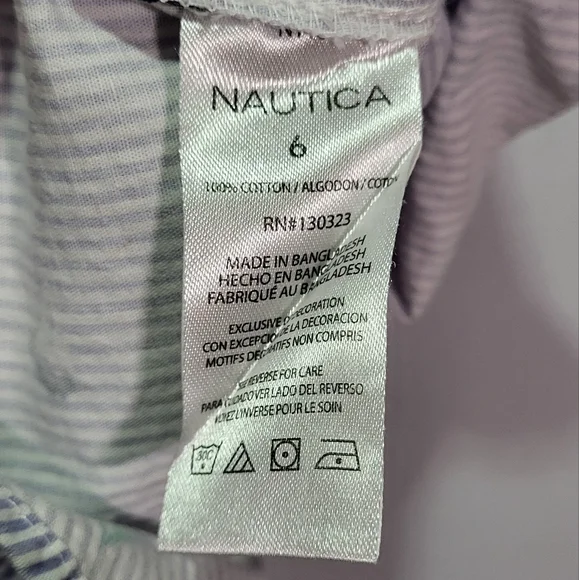 NAUTICA
6
100% COTTON / ALGODON / COTON
RN#130323
MADE IN BANGLADESH
HECHO EN BANGLADESH
FABRIQUÉ AU BANGLADESH
EXCLUSIVE DECORATION
CON EXCEPCION DE LA DECORACION
MOTIFS DECORATIFS NON COMPRIS
SEE REVERSE FOR CARE
PARA CUIDADO VER LADO DEL REVERSO
VOYEZ L'INVERSE POUR LE SOIN
30C